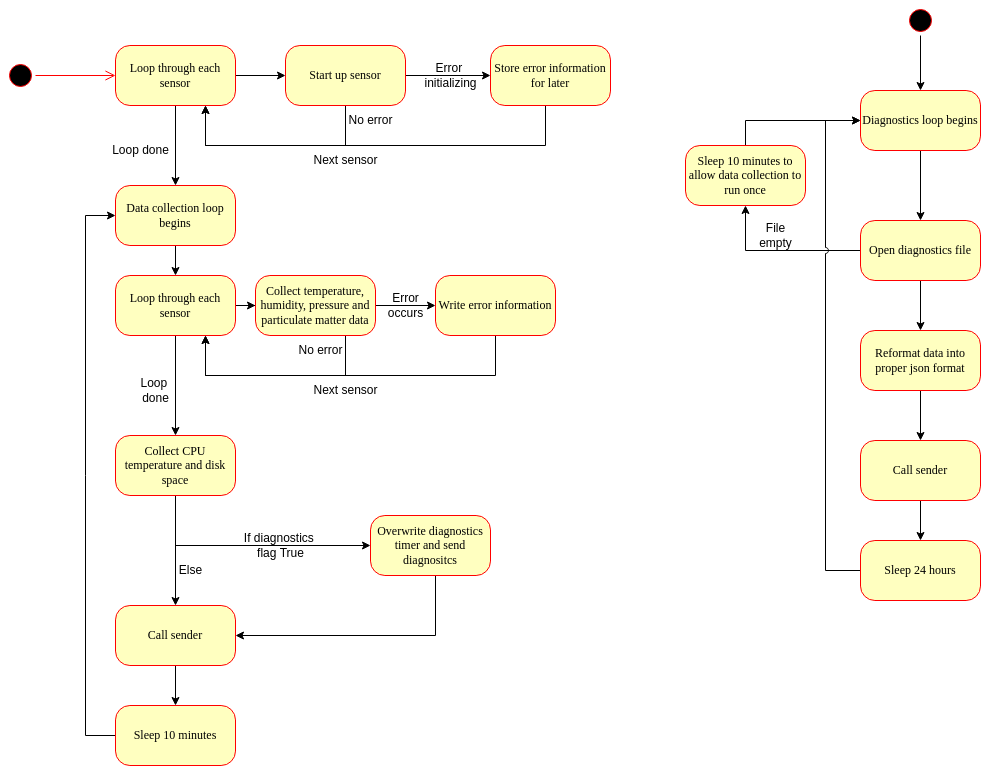 Loop through each
sensor
Start up sensor
Error
initializing
Store error information
for later
No error
Next sensor
Loop done
Data collection loop
begins
Loop through each
sensor
Collect temperature,
humidity, pressure and
particulate matter data
Error
occurs
Write error information
No error
Next sensor
Loop
done
Collect CPU
temperature and disk
space
If diagnostics
flag True
Overwrite diagnostics
timer and send
diagnositcs
Else
Call sender
Sleep 10 minutes
Diagnostics loop begins
Sleep 10 minutes to
allow data collection to
run once
File
empty
Open diagnostics file
Reformat data into
proper json format
Call sender
Sleep 24 hours